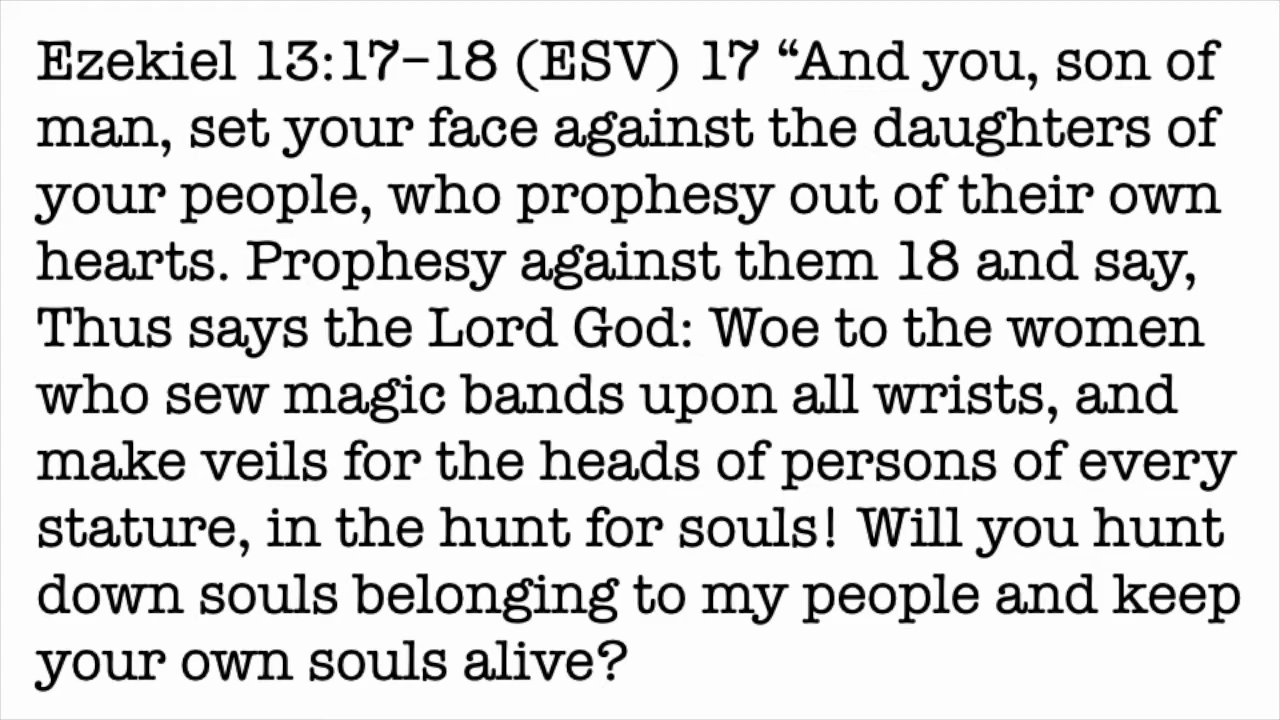 Ezekiel 13:17–18 (ESV) 17 “And you, son of
man, set your face against the daughters of
your people, who prophesy out of their own
hearts. Prophesy against them 18 and say,
Thus says the Lord God: Woe to the women
who sew magic bands upon all wrists, and
make veils for the heads of persons of every
stature, in the hunt for souls! Will you hunt
down souls belonging to my people and keep
your own souls alive?